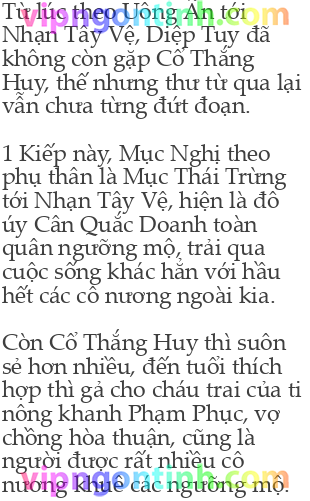 Từ lúc theo Uông Ấn tới
Nhạn Tây Vệ, Diệp Tuy đã
không còn gặp Cố Thắng
Huy, thế nhưng thư từ qua lại
vẫn chưa từng đứt đoạn.
1 Kiếp này, Mục Nghị theo
phụ thân là Mục Thái Trừng
tới Nhạn Tây Vệ, hiện là đô
úy Cân Quắc Doanh toàn
quân ngưỡng mộ, trải qua
cuộc sống khác hẳn với hầu
hết các cô nương ngoài kia.
Còn Cổ Thắng Huy thì suôn
sẻ hơn nhiều, đến tuổi thích
hợp thì gả cho cháu trai của ti
nông khanh Phạm Phục, vợ
chồng hòa thuận, cũng là
người được rất nhiều cô
nương khuê các ngưỡng mộ.
vipngontinh.com
vipngontinh.com